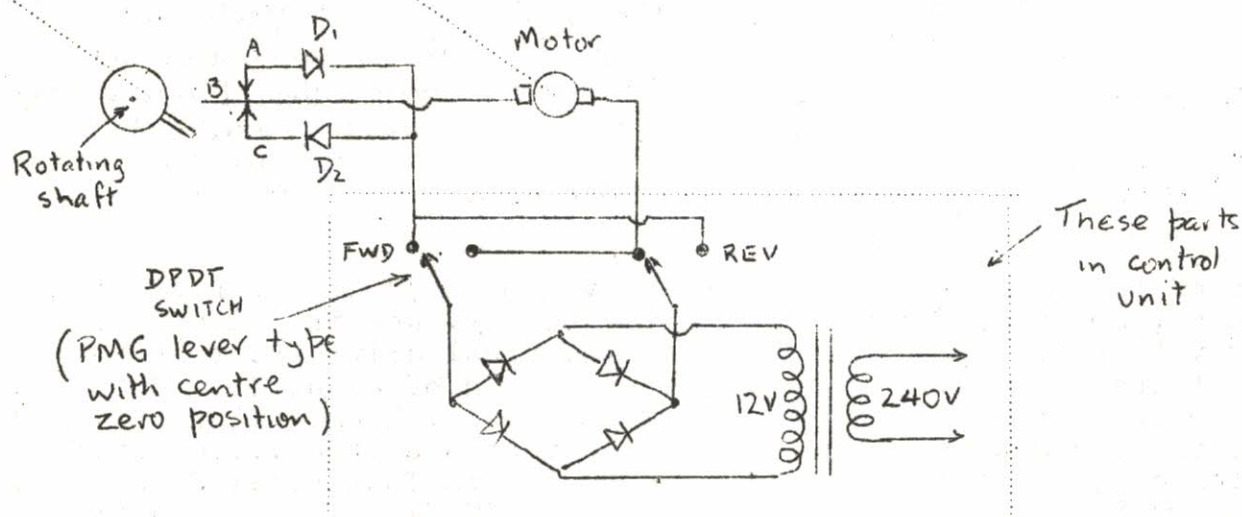 D1
A
Motor
B
C
D2
Rotating
shaft
FWD
REV
These parts
in control
unit
DPDT
SWITCH
(PMG lever type
with centre
zero position)
12V
240V